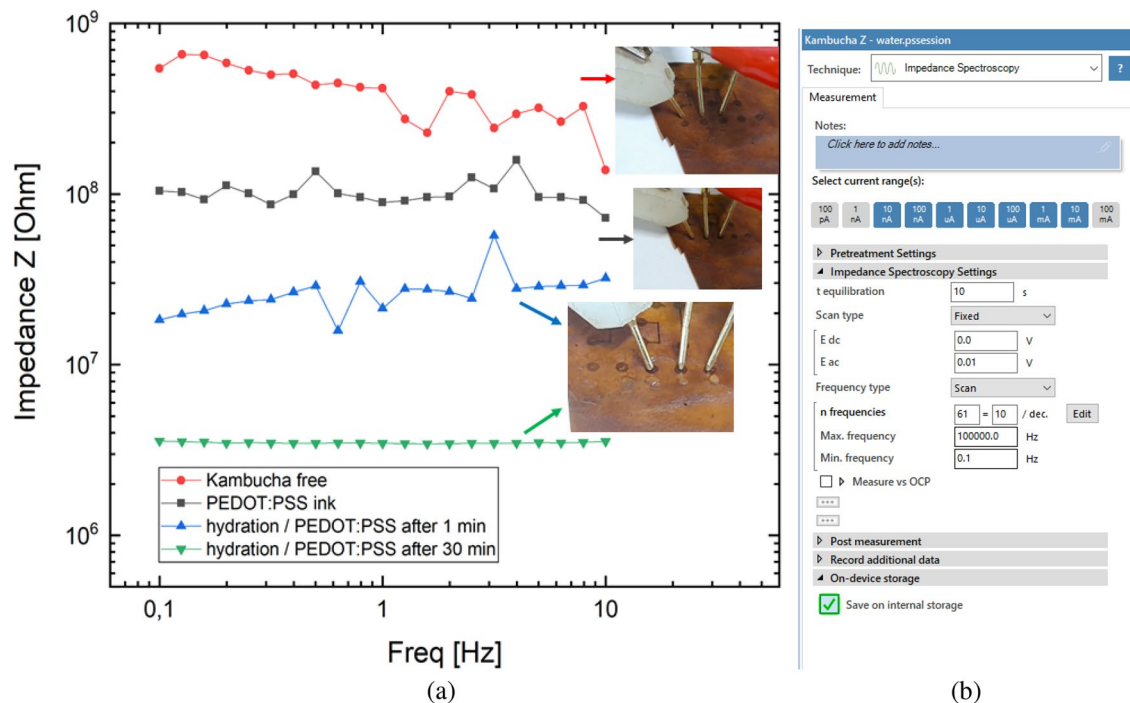 10⁹
10⁸
10⁷
10⁶
Impedance Z [Ohm]
Kambucha free
PEDOT:PSS ink
hydration / PEDOT:PSS after 1 min
hydration / PEDOT:PSS after 30 min
0,1 1 10
Freq [Hz]
(a)
Kambucha Z - water.pssession
Technique: Impedance Spectroscopy ?
Measurement
Notes:
Click here to add notes...
Select current range(s):
100 pA 1 nA 10 nA 100 nA 1 uA 10 uA 100 uA 1 mA 10 mA 100 mA
Pretreatment Settings
Impedance Spectroscopy Settings
t equilibration 10 s
Scan type Fixed
E dc 0.0 V
E ac 0.01 V
Frequency type Scan
n frequencies 61 = 10 / dec. Edit
Max. frequency 100000.0 Hz
Min. frequency 0.1 Hz
Measure vs OCP
Post measurement
Record additional data
On-device storage
Save on internal storage
(b)